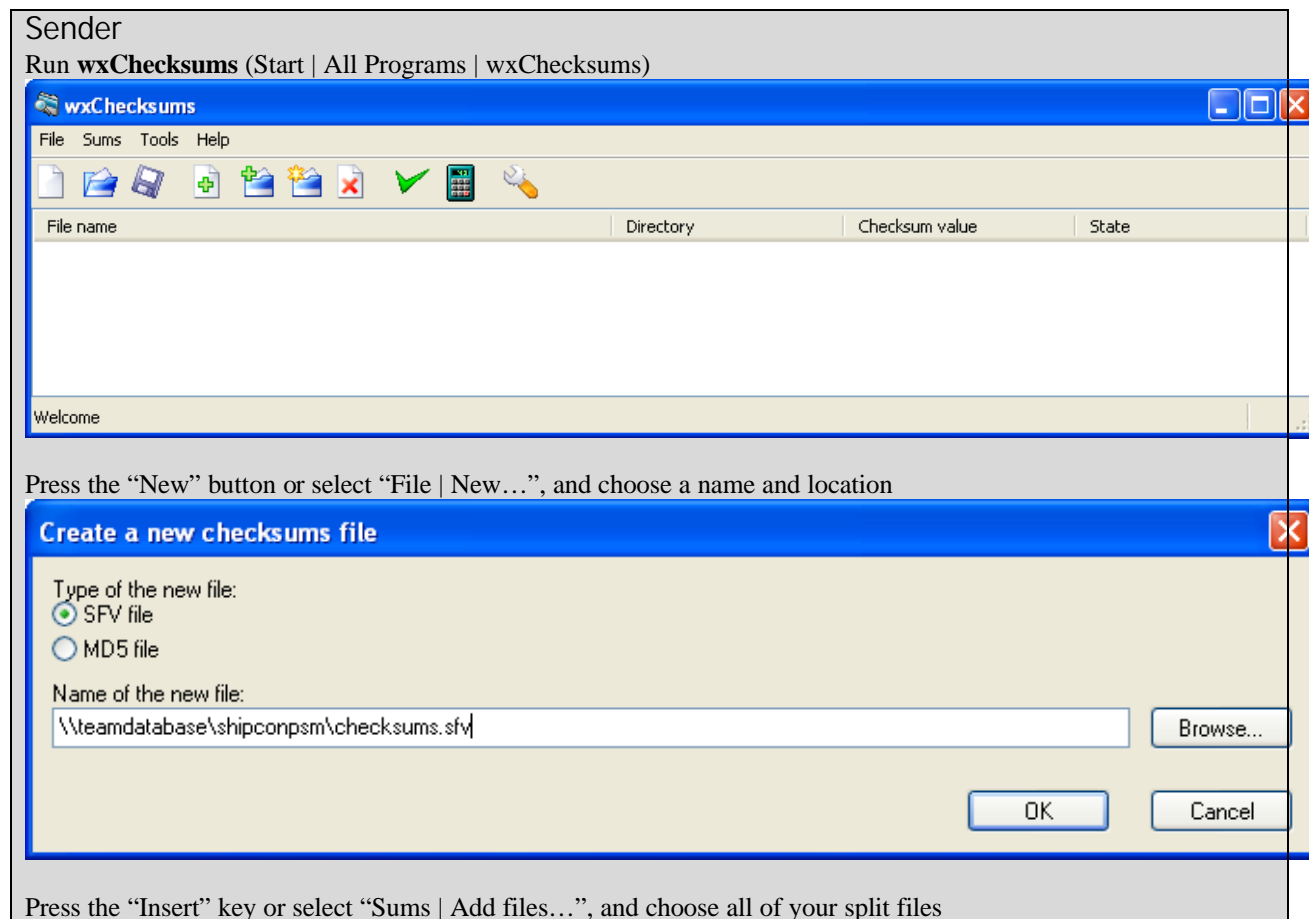 Sender
Run wxChecksums (Start | All Programs | wxChecksums)
wxChecksums
File Sums Tools Help
File name Directory Checksum value State
Welcome
Press the “New” button or select “File | New…”, and choose a name and location
Create a new checksums file
Type of the new file:
SFV file
MD5 file
Name of the new file:
\\teamdatabase\shipconpsm\checksums.sfv
Browse...
OK Cancel
Press the “Insert” key or select “Sums | Add files…”, and choose all of your split files